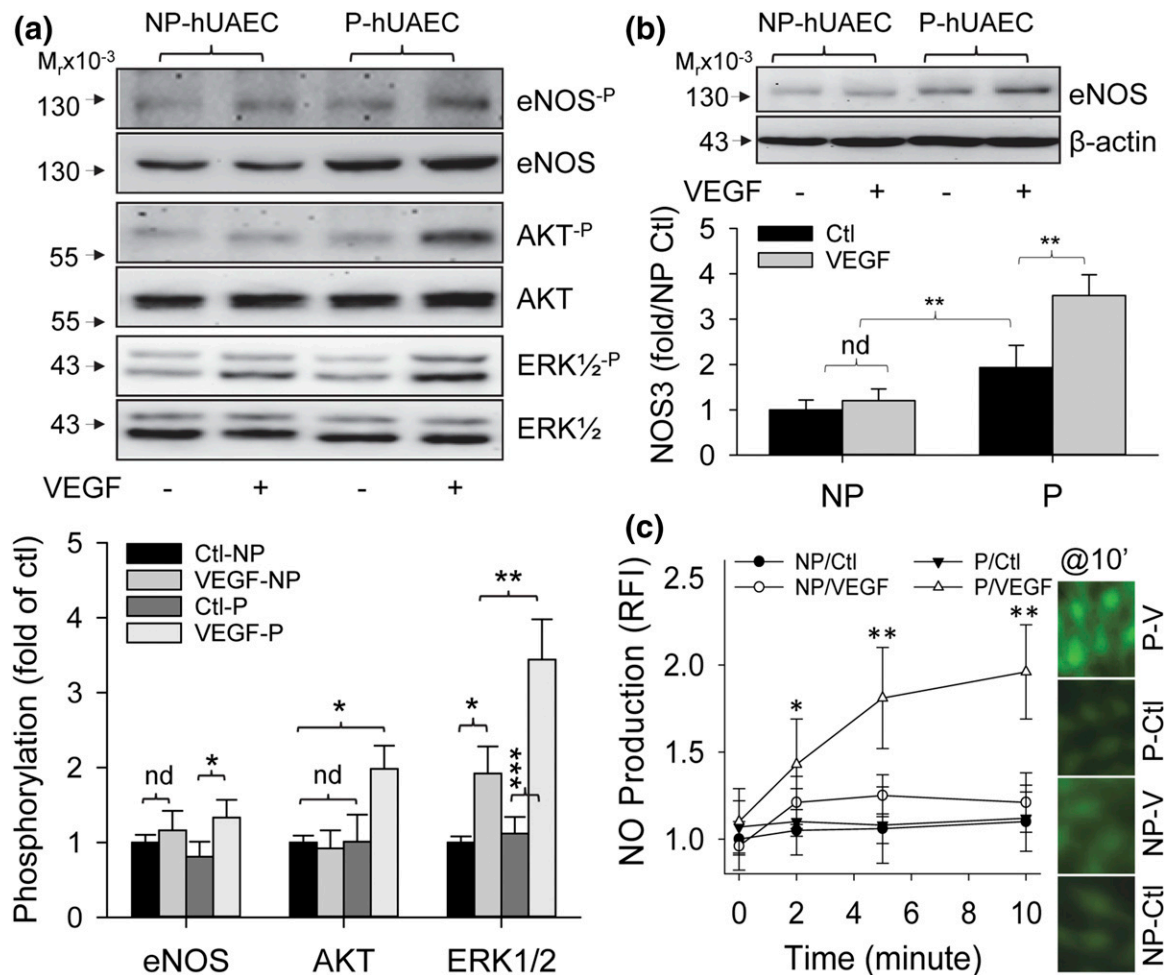 (a)
NP-hUAEC P-hUAEC
Mrx10-3
130 eNOS-P
130 eNOS
55 AKT-P
55 AKT
43 ERK½-P
43 ERK½
VEGF - + - +
Phosphorylation (fold of ctl)
5
4
3
2
1
0
Ctl-NP
VEGF-NP
Ctl-P
VEGF-P
nd
*
nd
*
*
***
**
eNOS AKT ERK1/2
(b)
NP-hUAEC P-hUAEC
Mrx10-3
130 eNOS
43 β-actin
VEGF - + - +
NOS3 (fold/NP Ctl)
5
4
3
2
1
0
Ctl
VEGF
nd
**
**
NP P
(c)
NP/Ctl P/Ctl
NP/VEGF P/VEGF
NO Production (RFI)
2.5
2.0
1.5
1.0
*
**
**
0 2 4 6 8 10
Time (minute)
@10'
P-V
P-Ctl
NP-V
NP-Ctl